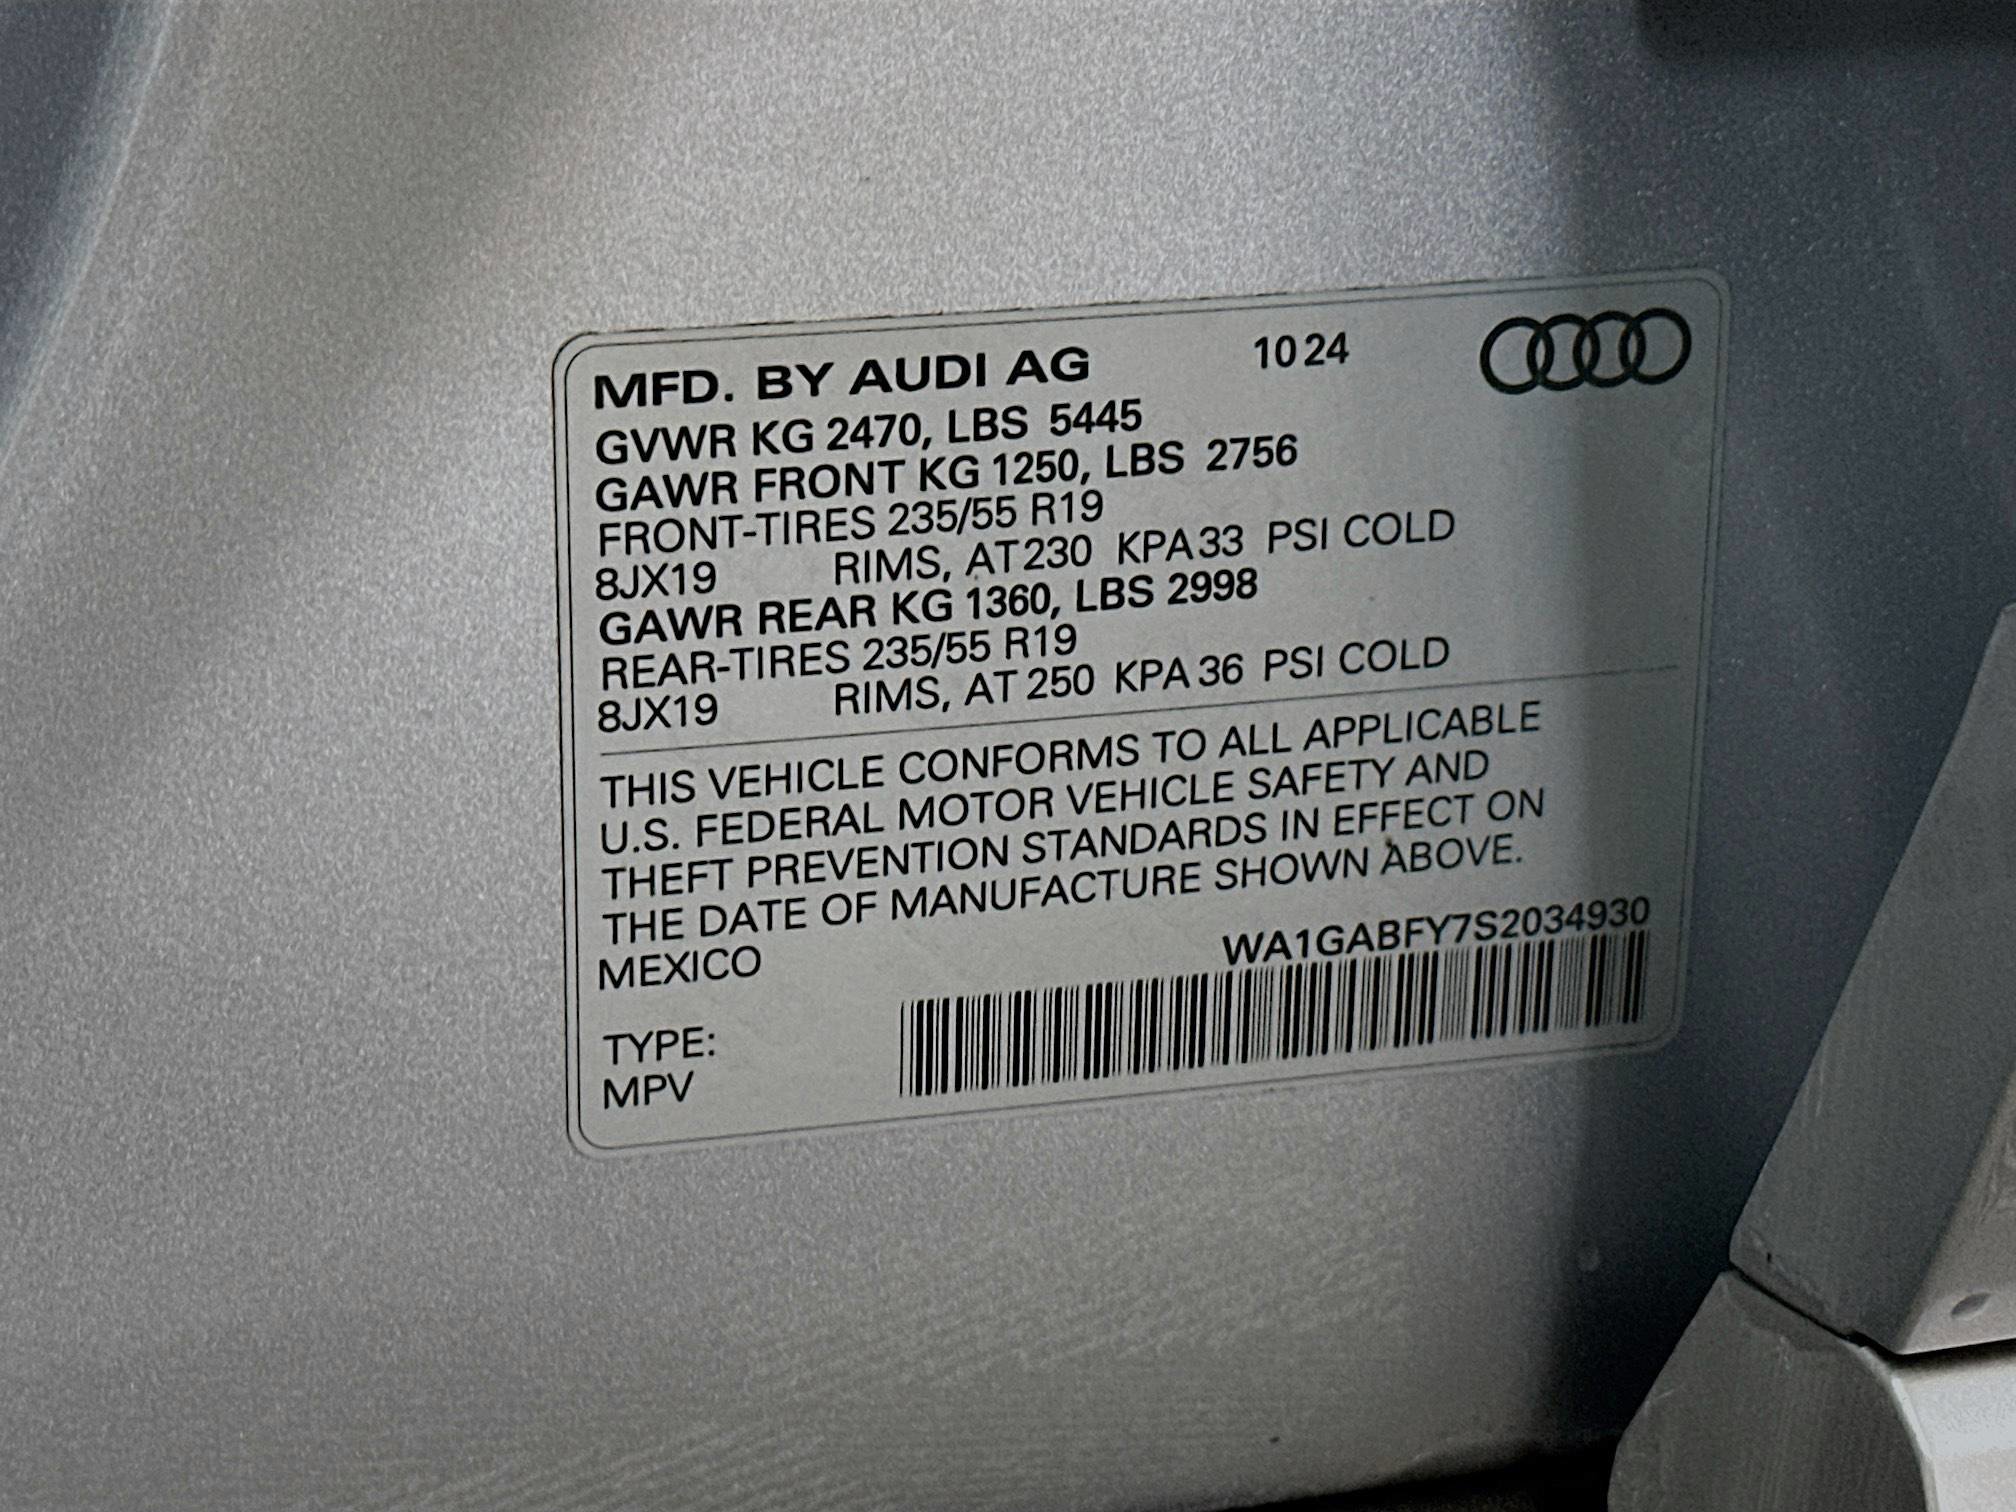 MFD. BY AUDI AG 10 24
GVWR KG 2470, LBS 5445
GAWR FRONT KG 1250, LBS 2756
FRONT-TIRES 235/55 R19
8JX19 RIMS, AT 230 KPA 33 PSI COLD
GAWR REAR KG 1360, LBS 2998
REAR-TIRES 235/55 R19
8JX19 RIMS, AT 250 KPA 36 PSI COLD
THIS VEHICLE CONFORMS TO ALL APPLICABLE
U.S. FEDERAL MOTOR VEHICLE SAFETY AND
THEFT PREVENTION STANDARDS IN EFFECT ON
THE DATE OF MANUFACTURE SHOWN ABOVE.
MEXICO WA1GABFY7S2034930
TYPE:
MPV